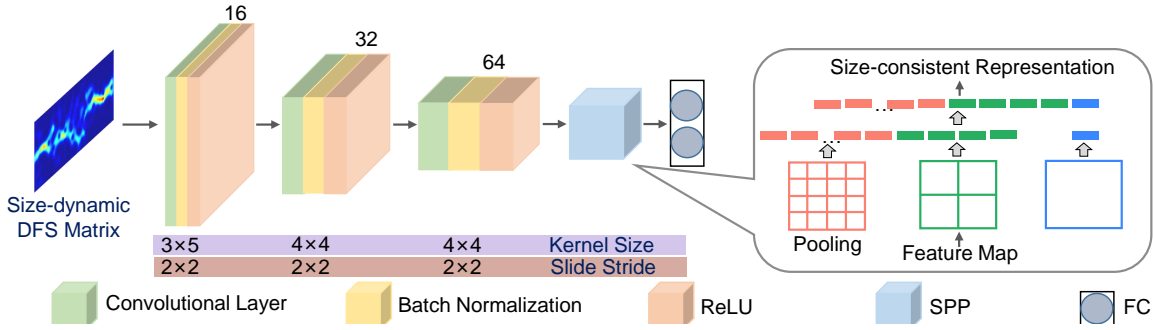 16
32
64
Size-dynamic
DFS Matrix
3×5 4×4 4×4 Kernel Size
2×2 2×2 2×2 Slide Stride
Size-consistent Representation
...
...
Pooling
Feature Map
Convolutional Layer
Batch Normalization
ReLU
SPP
FC